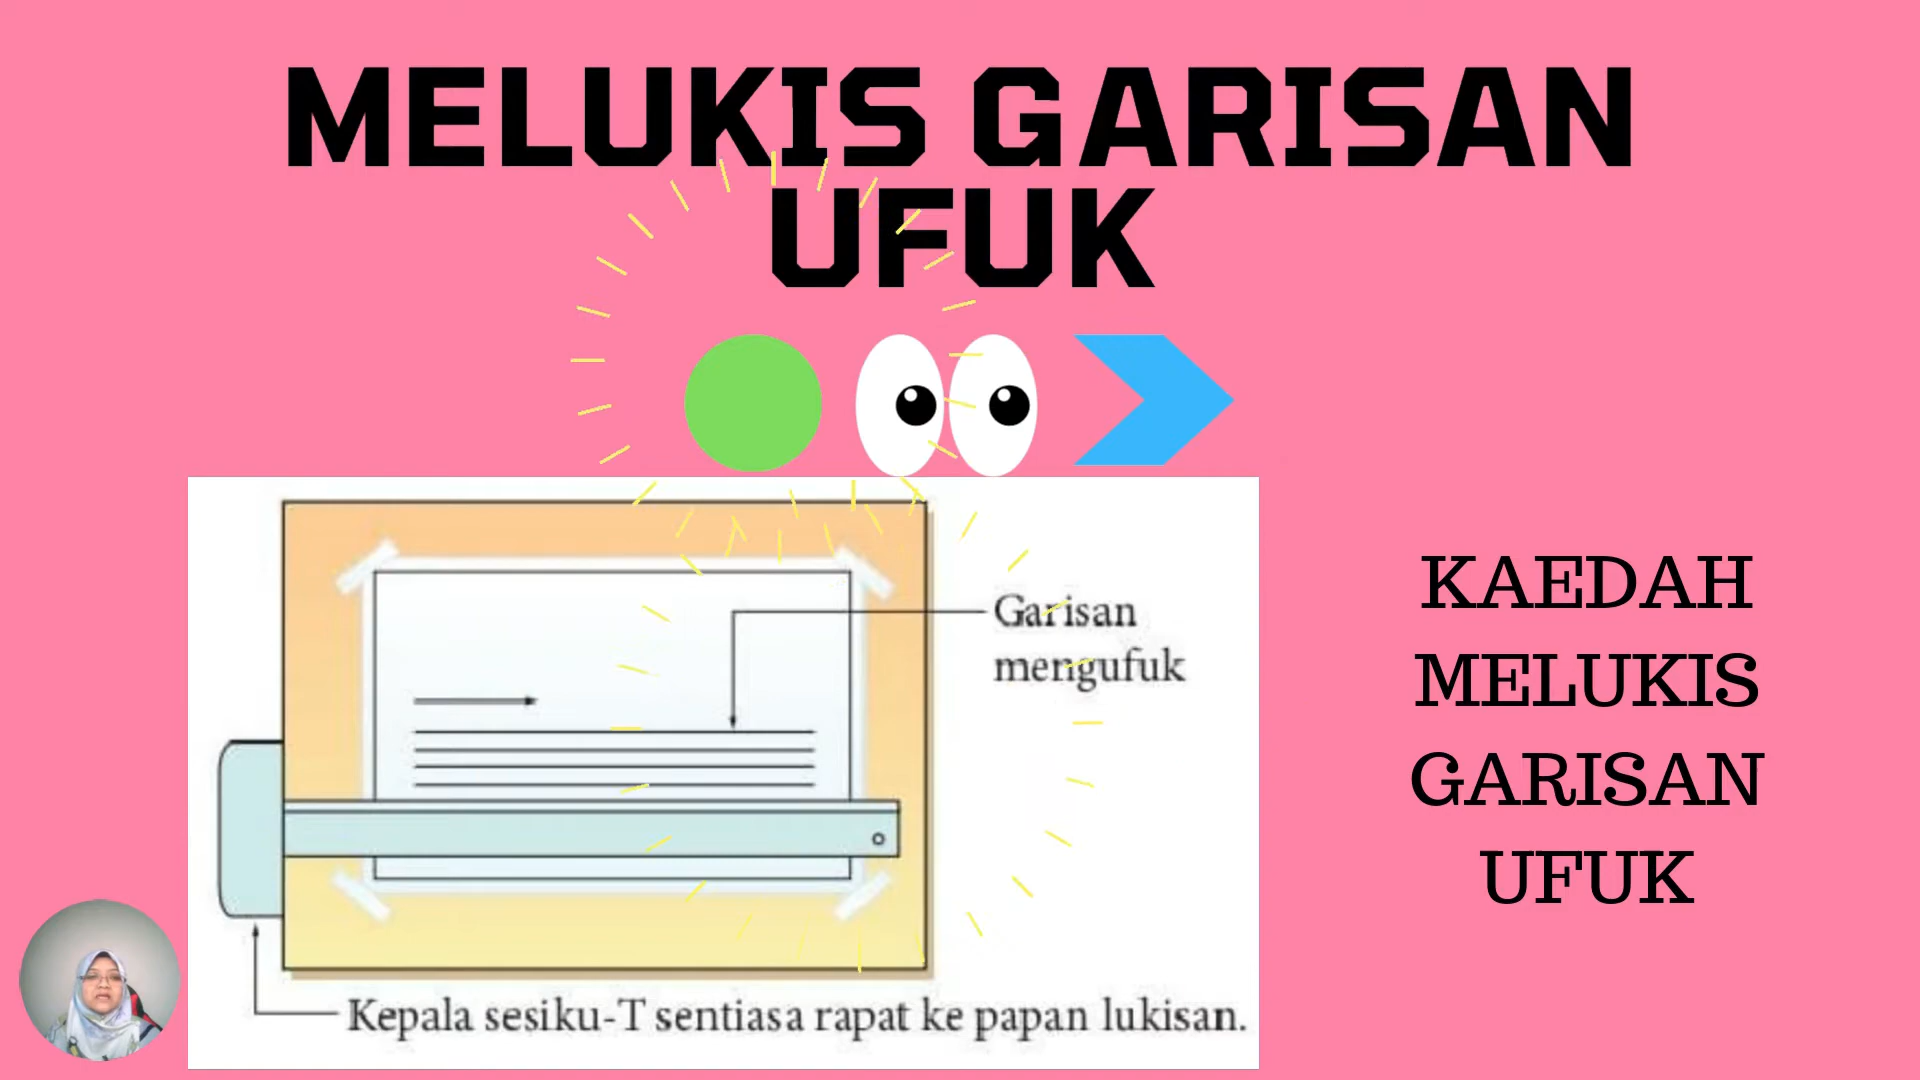 MELUKIS GARISAN
UFUK
Garisan
mengufuk
KAEDAH
MELUKIS
GARISAN
UFUK
Kepala sesiku-T sentiasa rapat ke papan lukisan.